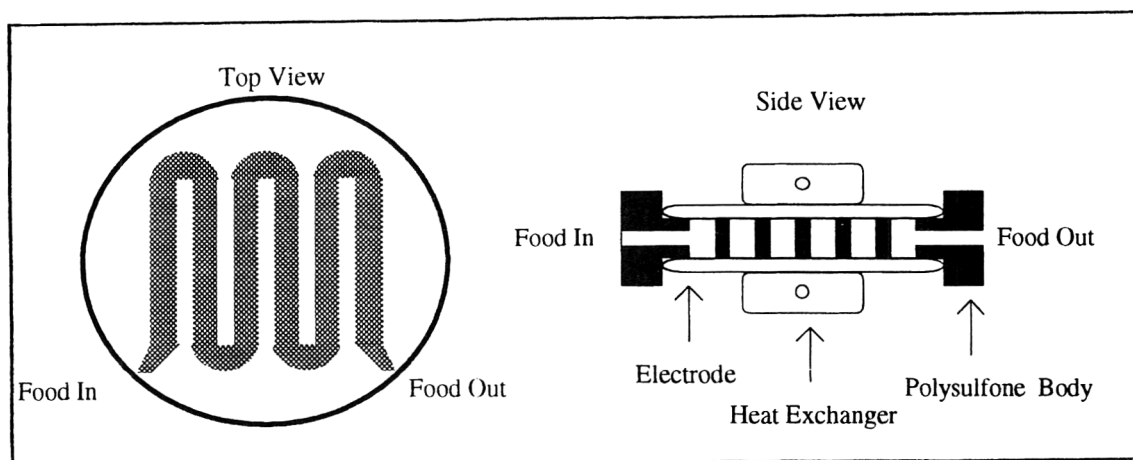 Top View
Food In
Food Out
Side View
Food In
Food Out
Electrode
Heat Exchanger
Polysulfone Body